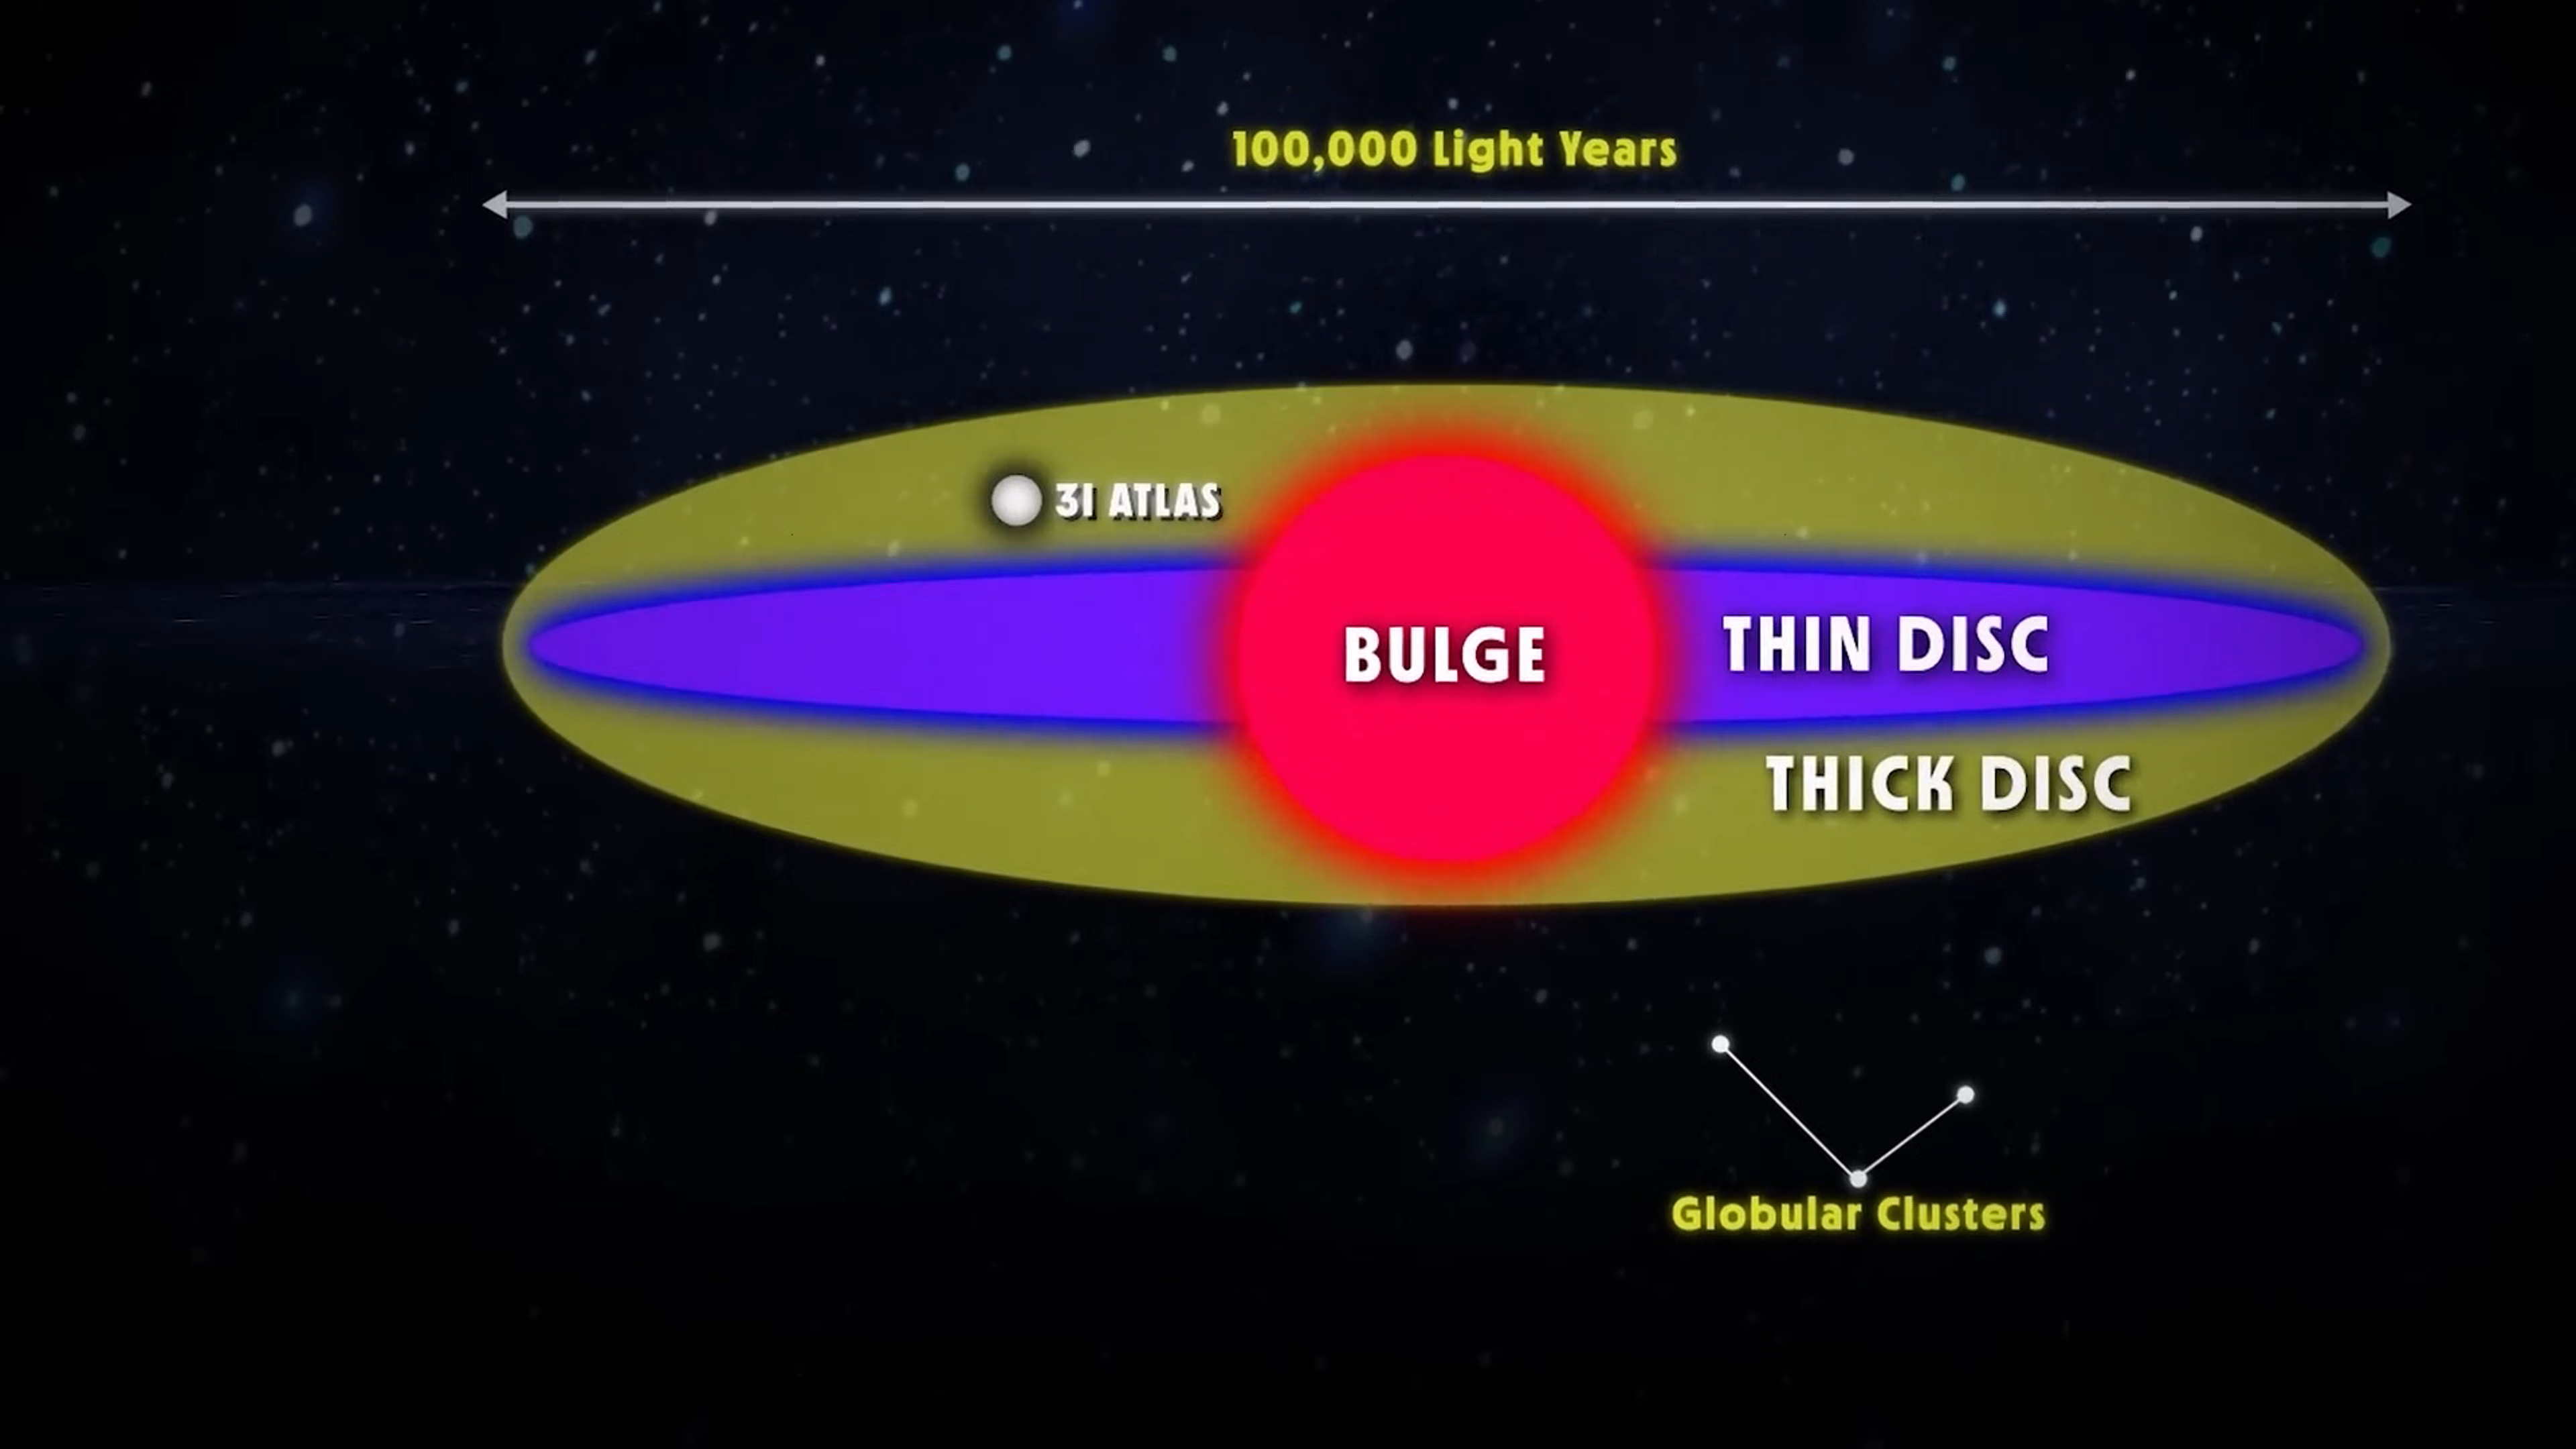 100,000 Light Years
3I ATLAS
BULGE
THIN DISC
THICK DISC
Globular Clusters